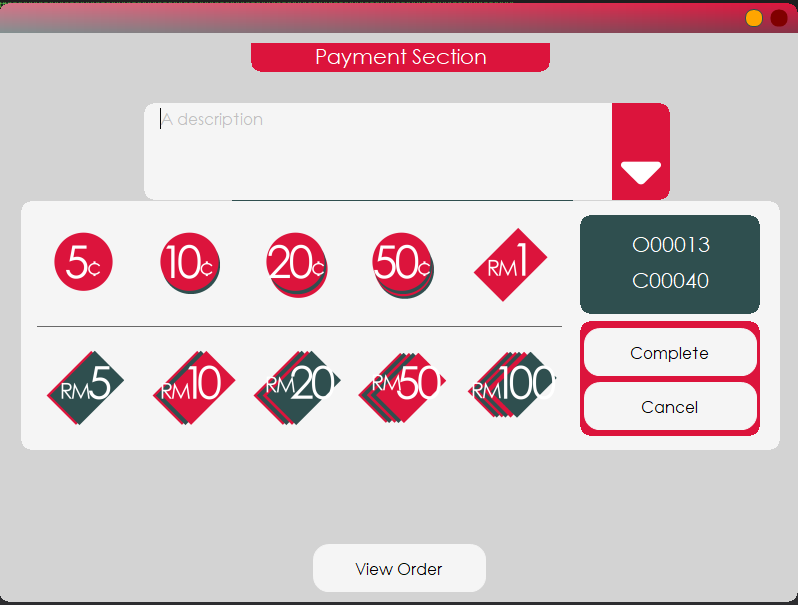 Payment Section
A description
5¢
10¢
20¢
50¢
RM1
O00013
C00040
RM5
RM10
RM20
RM50
RM100
Complete
Cancel
View Order